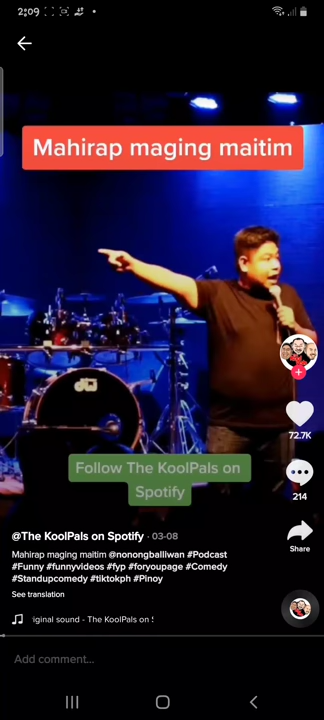 2:09
Mahirap maging maitim
dw
72.7K
Follow The KoolPals on
Spotify
214
@The KoolPals on Spotify · 03-08
Mahirap maging maitim @nonongballiwan #Podcast
#Funny #funnyvideos #fyp #foryoupage #Comedy
#Standupcomedy #tiktokph #Pinoy
Share
See translation
iginal sound - The KoolPals on S
Add comment...